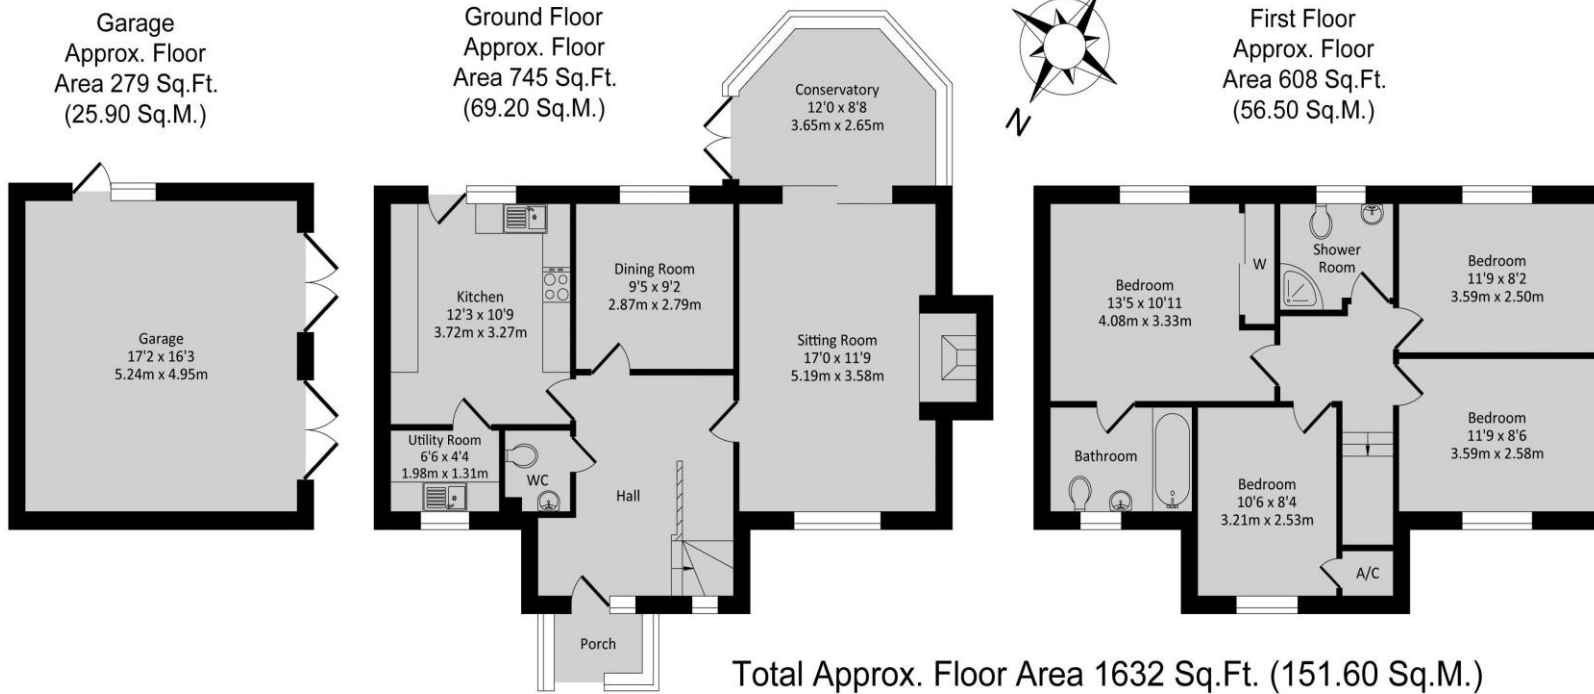 Garage
Approx. Floor
Area 279 Sq.Ft.
(25.90 Sq.M.)
Ground Floor
Approx. Floor
Area 745 Sq.Ft.
(69.20 Sq.M.)
N
First Floor
Approx. Floor
Area 608 Sq.Ft.
(56.50 Sq.M.)
Garage
17'2 x 16'3
5.24m x 4.95m
Conservatory
12'0 x 8'8
3.65m x 2.65m
Kitchen
12'3 x 10'9
3.72m x 3.27m
Dining Room
9'5 x 9'2
2.87m x 2.79m
Sitting Room
17'0 x 11'9
5.19m x 3.58m
Utility Room
6'6 x 4'4
1.98m x 1.31m
WC
Hall
Porch
Bedroom
13'5 x 10'11
4.08m x 3.33m
W
Shower
Room
Bedroom
11'9 x 8'2
3.59m x 2.50m
Bathroom
Bedroom
10'6 x 8'4
3.21m x 2.53m
Bedroom
11'9 x 8'6
3.59m x 2.58m
A/C
Total Approx. Floor Area 1632 Sq.Ft. (151.60 Sq.M.)